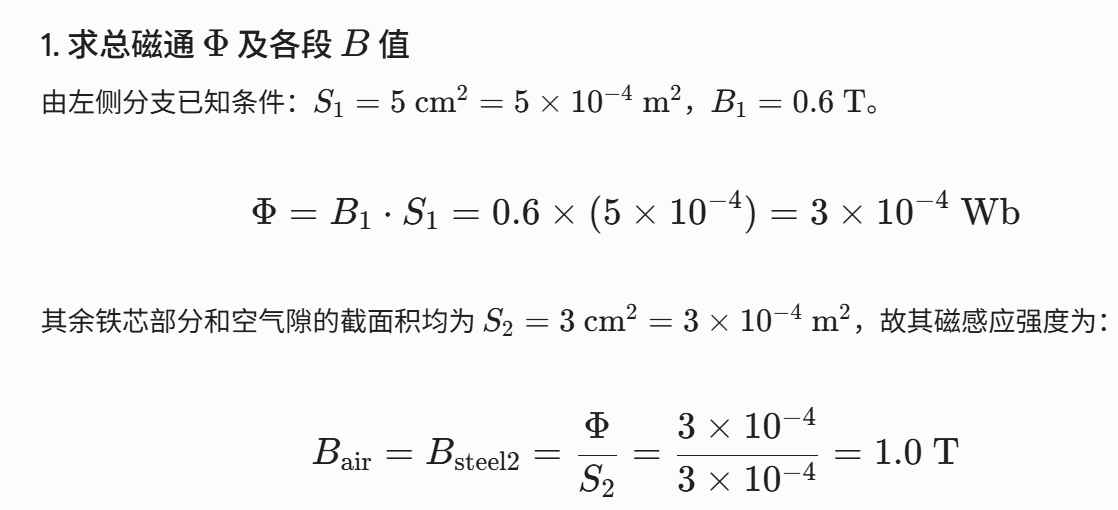 1. 求总磁通 Φ 及各段 B 值
由左侧分支已知条件：S₁ = 5 cm² = 5 × 10⁻⁴ m²，B₁ = 0.6 T。
Φ = B₁ · S₁ = 0.6 × (5 × 10⁻⁴) = 3 × 10⁻⁴ Wb
其余铁芯部分和空气隙的截面积均为 S₂ = 3 cm² = 3 × 10⁻⁴ m²，故其磁感应强度为：
B_air = B_steel2 = Φ/S₂ = (3 × 10⁻⁴)/(3 × 10⁻⁴) = 1.0 T